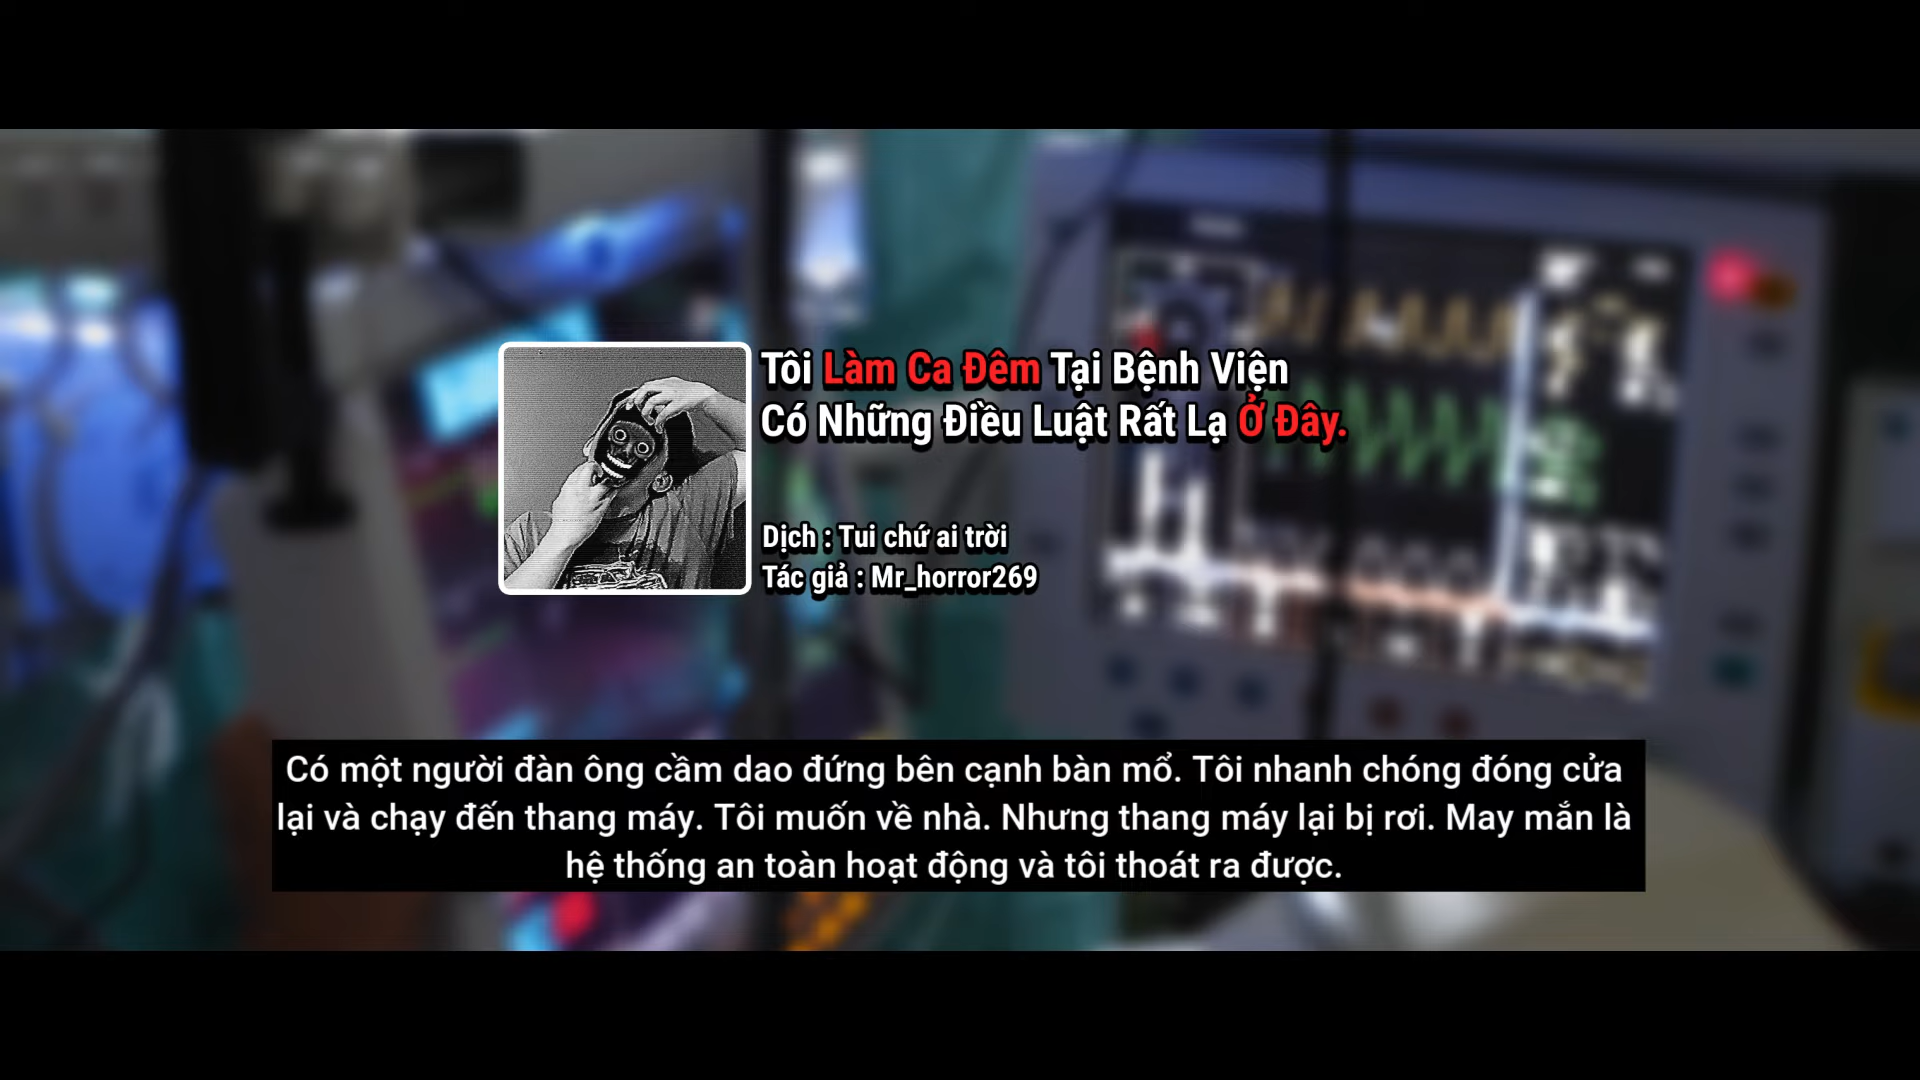 Tôi Làm Ca Đêm Tại Bệnh Viện
Có Những Điều Luật Rất Lạ Ở Đây.
Dịch : Tui chứ ai trời
Tác giả : Mr_horror269
Có một người đàn ông cầm dao đứng bên cạnh bàn mổ. Tôi nhanh chóng đóng cửa
lại và chạy đến thang máy. Tôi muốn về nhà. Nhưng thang máy lại bị rơi. May mắn là
hệ thống an toàn hoạt động và tôi thoát ra được.